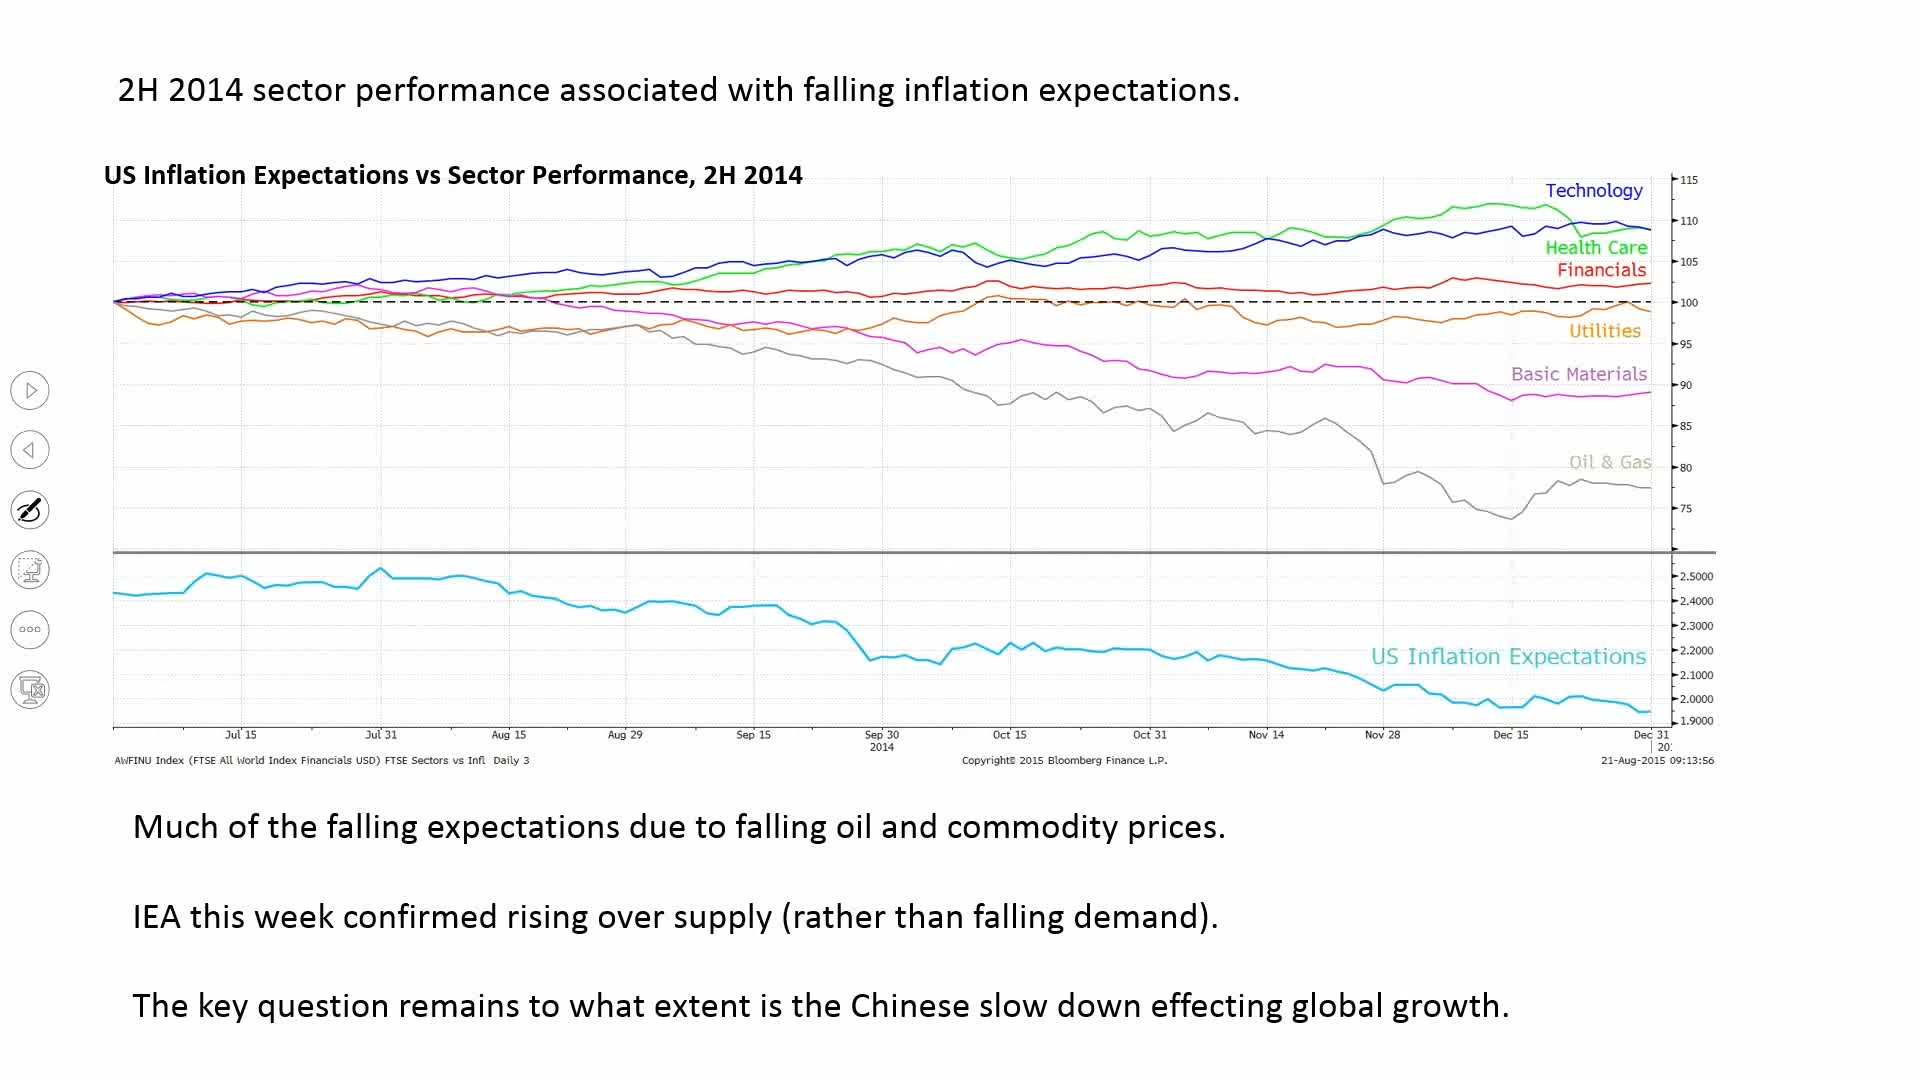 2H 2014 sector performance associated with falling inflation expectations.
US Inflation Expectations vs Sector Performance, 2H 2014
115
Technology
110
Health Care
105
Financials
100
Utilities
95
Basic Materials
90
85
Oil & Gas
80
75
2.5000
2.4000
2.3000
2.2000
US Inflation Expectations
2.1000
2.0000
1.9000
Jul 15 Jul 31 Aug 15 Aug 29 Sep 15 Sep 30 Oct 15 Oct 31 Nov 14 Nov 28 Dec 15 Dec 31
2014 20:
AWFINU Index (FTSE All World Index Financials USD) FTSE Sectors vs Infl Daily 3 Copyright© 2015 Bloomberg Finance L.P. 21-Aug-2015 09:13:56
Much of the falling expectations due to falling oil and commodity prices.
IEA this week confirmed rising over supply (rather than falling demand).
The key question remains to what extent is the Chinese slow down effecting global growth.